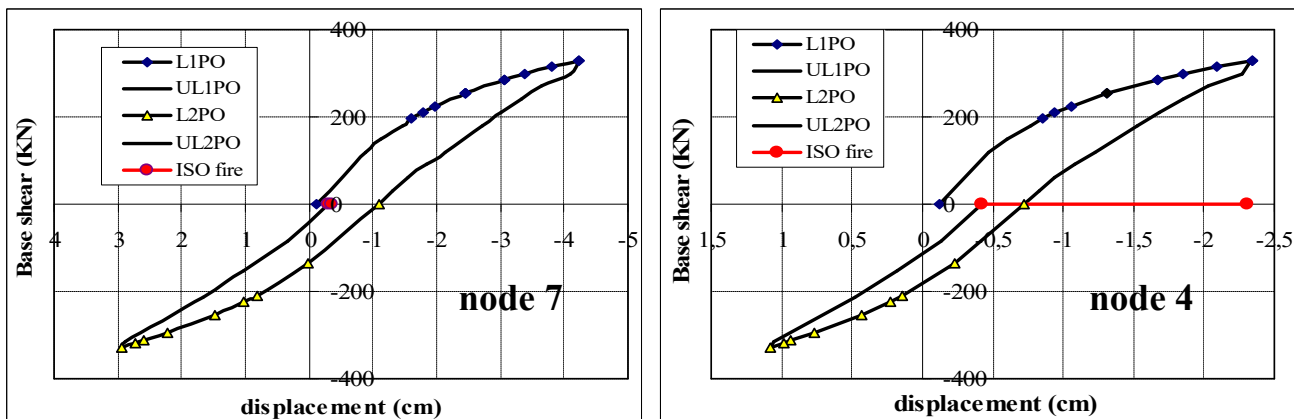 400
L1PO
UL1PO
L2PO
UL2PO
ISO fire
200
0
4 3 2 1 0 -1 -2 -3 -4 -5
-200
node 7
-400
Base shear (KN)
displacement (cm)
400
L1PO
UL1PO
L2PO
UL2PO
ISO fire
200
0
1,5 1 0,5 0 -0,5 -1 -1,5 -2 -2,5
-200
node 4
-400
Base shear (KN)
displacement (cm)